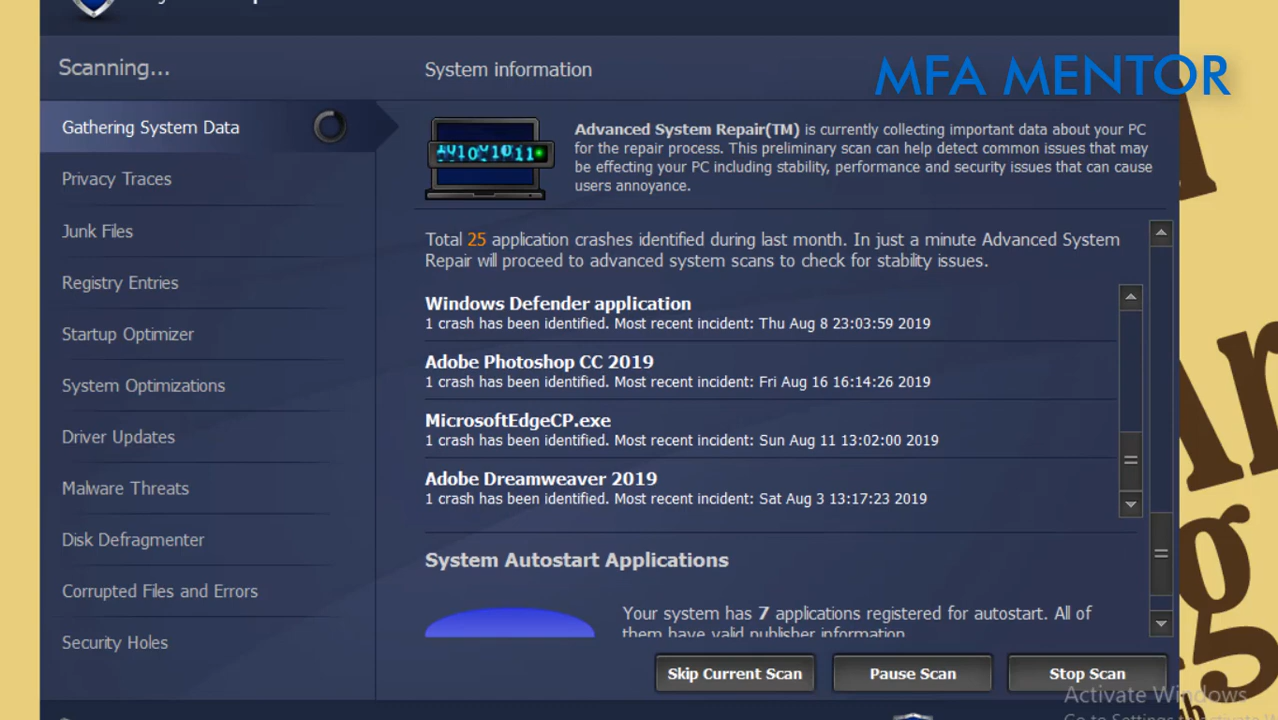 Scanning...
System information
MFA MENTOR
Gathering System Data
Privacy Traces
Junk Files
Registry Entries
Startup Optimizer
System Optimizations
Driver Updates
Malware Threats
Disk Defragmenter
Corrupted Files and Errors
Security Holes
Advanced System Repair(TM) is currently collecting important data about your PC
for the repair process. This preliminary scan can help detect common issues that may
be effecting your PC including stability, performance and security issues that can cause
users annoyance.
Total 25 application crashes identified during last month. In just a minute Advanced System
Repair will proceed to advanced system scans to check for stability issues.
Windows Defender application
1 crash has been identified. Most recent incident: Thu Aug 8 23:03:59 2019
Adobe Photoshop CC 2019
1 crash has been identified. Most recent incident: Fri Aug 16 16:14:26 2019
MicrosoftEdgeCP.exe
1 crash has been identified. Most recent incident: Sun Aug 11 13:02:00 2019
Adobe Dreamweaver 2019
1 crash has been identified. Most recent incident: Sat Aug 3 13:17:23 2019
System Autostart Applications
Your system has 7 applications registered for autostart. All of
them have valid publisher information
Skip Current Scan
Pause Scan
Stop Scan
Activate Windows